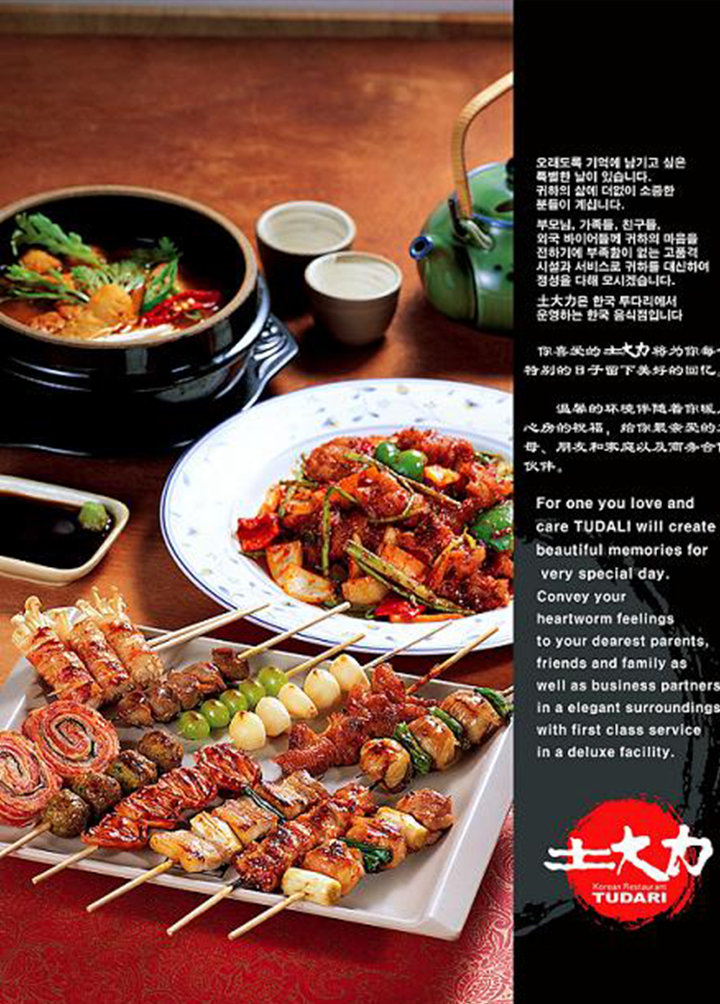 오래도록 기억에 남기고 싶은
특별한 날이 있습니다.
귀하의 삶에 더없이 소중한
분들이 계십니다.
부모님, 가족들, 친구들,
외국 바이어들께 귀하의 마음을
전하기에 부족함이 없는 고품격
시설과 서비스로 귀하를 대신하여
정성을 다해 모시겠습니다.
土大力은 한국 투다리에서
운영하는 한국 음식점입니다
你喜爱的土大力将为你每
特别的日子留下美好的回忆
温馨的环境伴随着你暖
心房的祝福，给你最亲爱的
母、朋友和家庭以及商务合
伙伴。
For one you love and
care TUDALI will create
beautiful memories for
very special day.
Convey your
heartworm feelings
to your dearest parents,
friends and family as
well as business partners
in a elegant surroundings
with first class service
in a deluxe facility.
土大力
Korean Restaurant
TUDARI